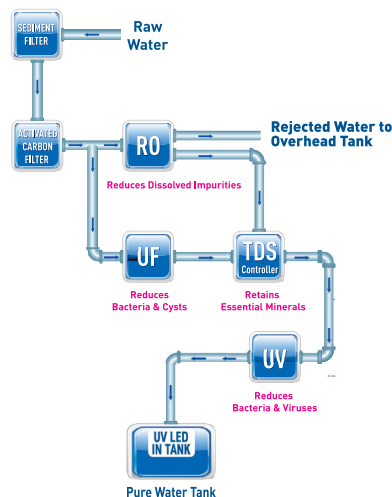 SEDIMENT
FILTER
Raw
Water
ACTIVATED
CARBON
FILTER
RO
Rejected Water to
Overhead Tank
Reduces Dissolved Impurities
UF
TDS
Controller
Reduces
Bacteria & Cysts
Retains
Essential Minerals
UV
Reduces
Bacteria & Viruses
UV LED
IN TANK
Pure Water Tank